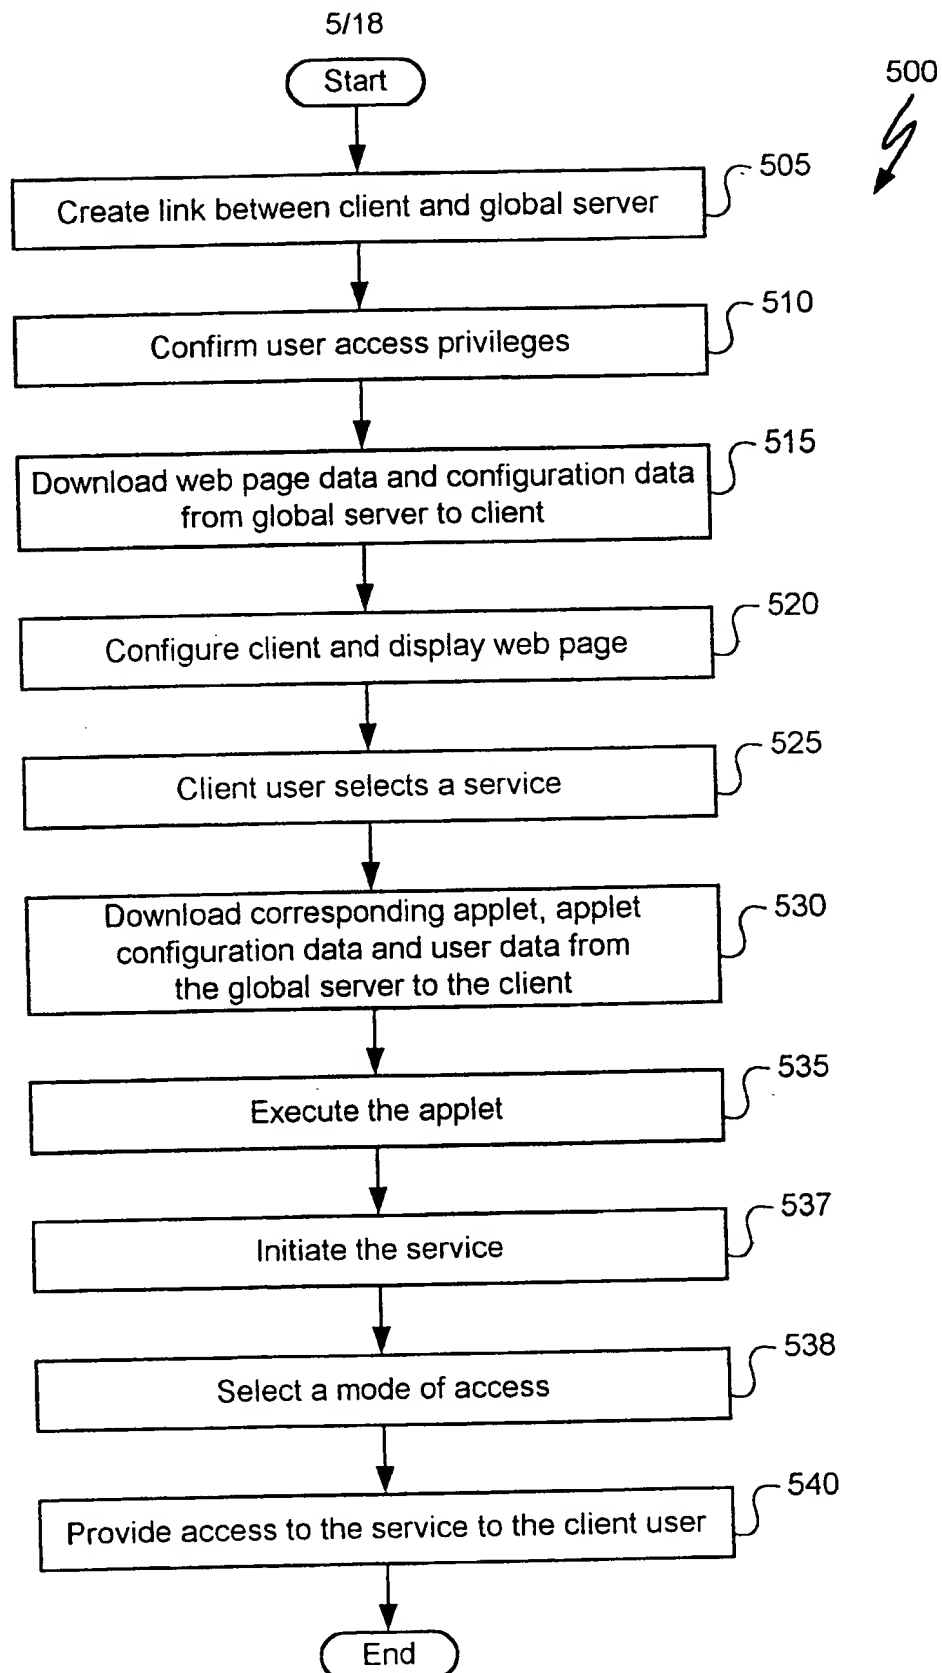 5/18
Start
500
505
Create link between client and global server
510
Confirm user access privileges
515
Download web page data and configuration data
from global server to client
520
Configure client and display web page
525
Client user selects a service
530
Download corresponding applet, applet
configuration data and user data from
the global server to the client
535
Execute the applet
537
Initiate the service
538
Select a mode of access
540
Provide access to the service to the client user
End